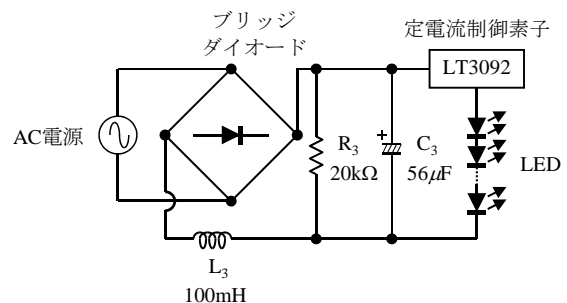 ブリッジ
ダイオード
定電流制御素子
LT3092
AC電源
R3
20kΩ
C3
56μF
LED
L3
100mH